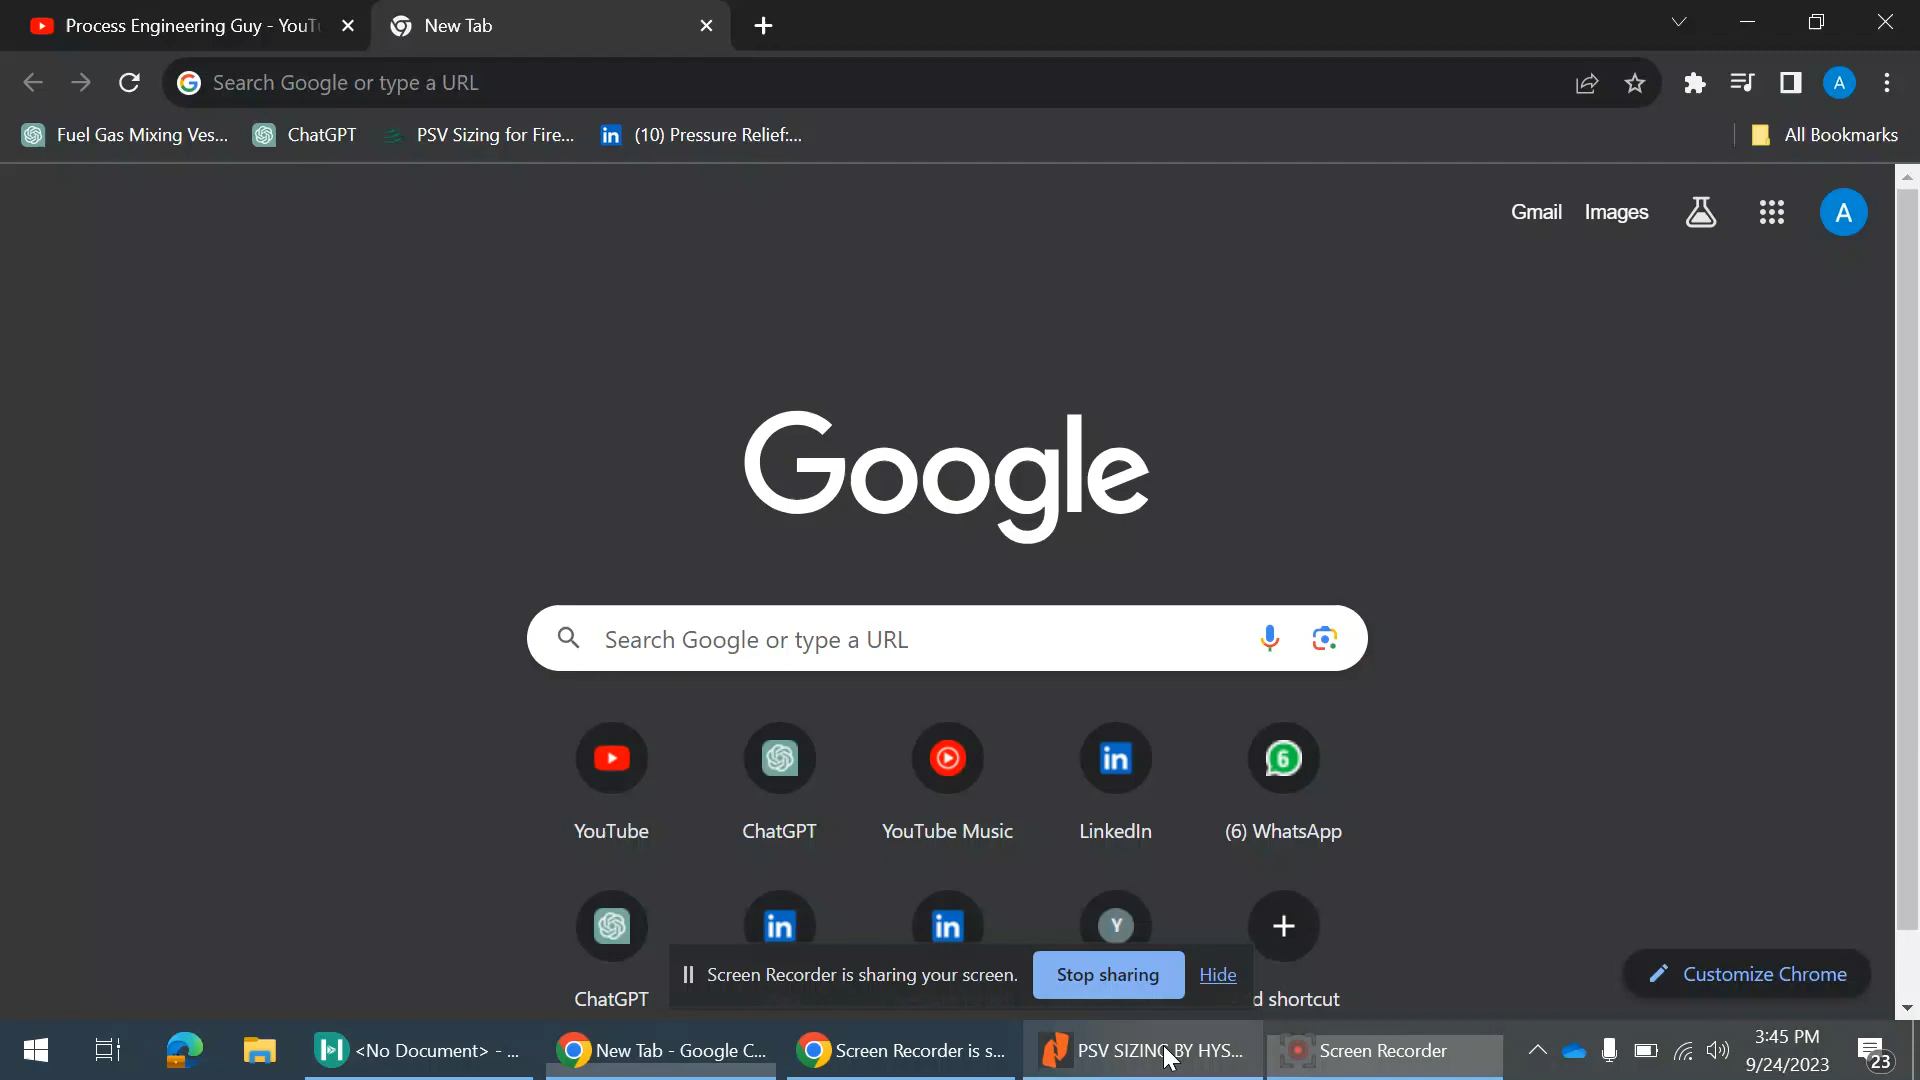 Process Engineering Guy - YouTu
New Tab
Search Google or type a URL
Fuel Gas Mixing Ves...
ChatGPT
PSV Sizing for Fire...
(10) Pressure Relief:...
All Bookmarks
Gmail
Images
A
A
Google
Search Google or type a URL
YouTube
ChatGPT
YouTube Music
LinkedIn
(6) WhatsApp
6
Y
ChatGPT
Screen Recorder is sharing your screen.
Stop sharing
Hide
d shortcut
Customize Chrome
<No Document> - ...
New Tab - Google C...
Screen Recorder is s...
PSV SIZING BY HYS...
Screen Recorder
3:45 PM
9/24/2023
23